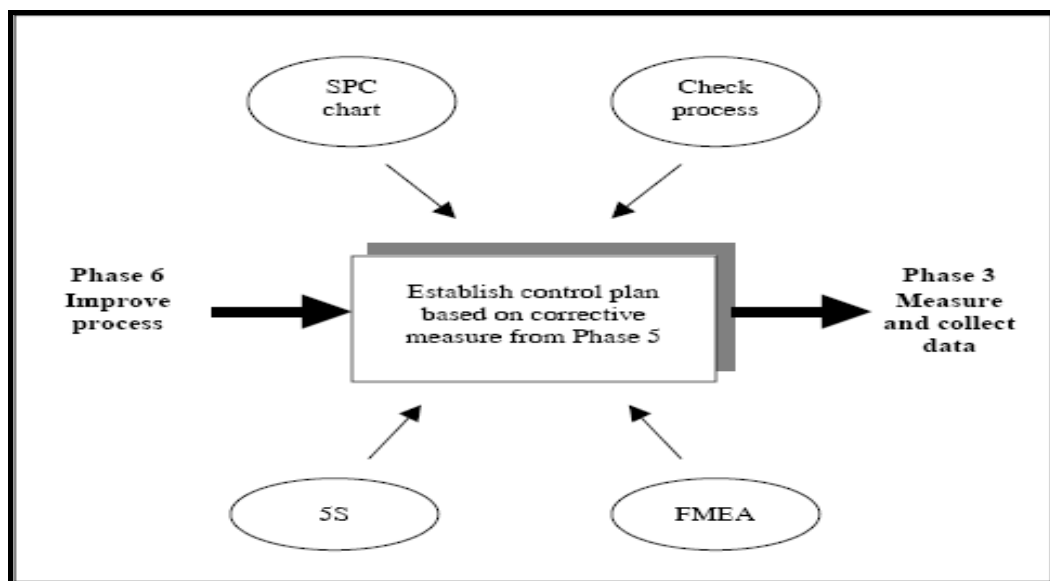 SPC
chart
Check
process
Phase 6
Improve
process
Establish control plan
based on corrective
measure from Phase 5
Phase 3
Measure
and collect
data
5S
FMEA